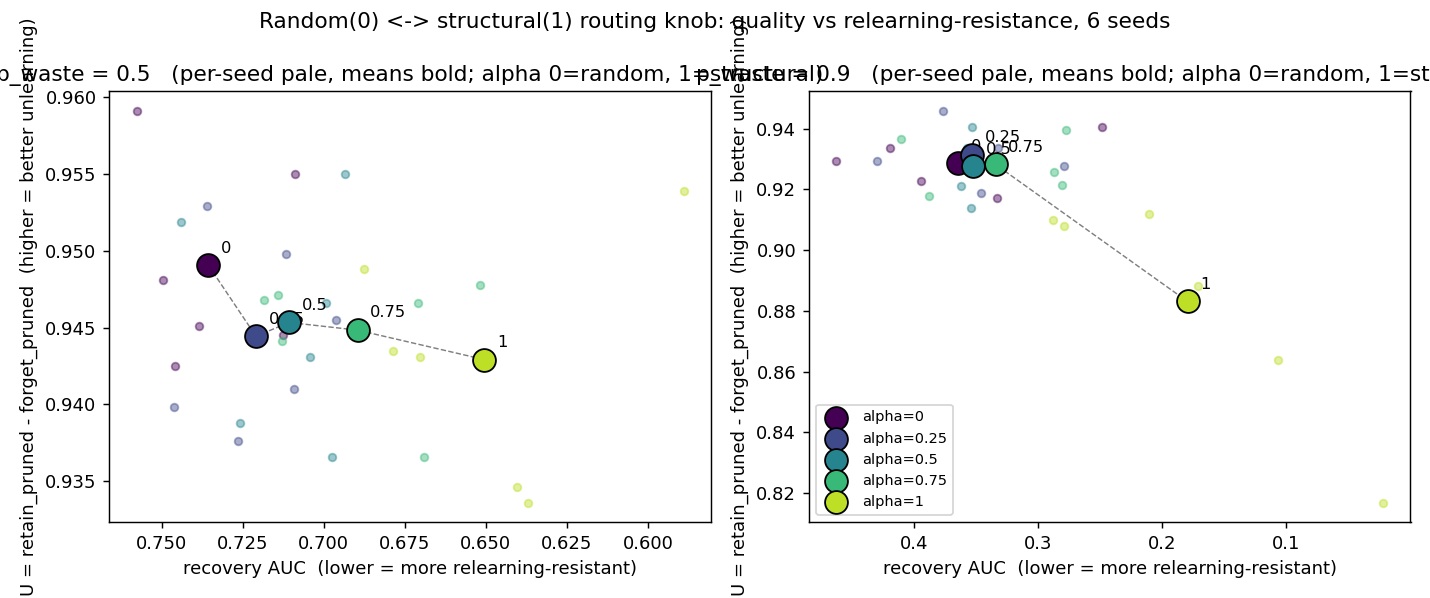 Random(0) <-> structural(1) routing knob: quality vs relearning-resistance, 6 seeds
p_waste = 0.5   (per-seed pale, means bold; alpha 0=random, 1=structural)
U = retain_pruned - forget_pruned  (higher = better unlearning)
0.960
0.955
0.950
0.945
0.940
0.935
0
0.5
0.75
1
0.750
0.725
0.700
0.675
0.650
0.625
0.600
recovery AUC  (lower = more relearning-resistant)
p_waste = 0.9   (per-seed pale, means bold; alpha 0=random, 1=st
U = retain_pruned - forget_pruned  (higher = better unlearning)
0.94
0.92
0.90
0.88
0.86
0.84
0.82
0.25
0
0.5
0.75
1
alpha=0
alpha=0.25
alpha=0.5
alpha=0.75
alpha=1
0.4
0.3
0.2
0.1
recovery AUC  (lower = more relearning-resistant)